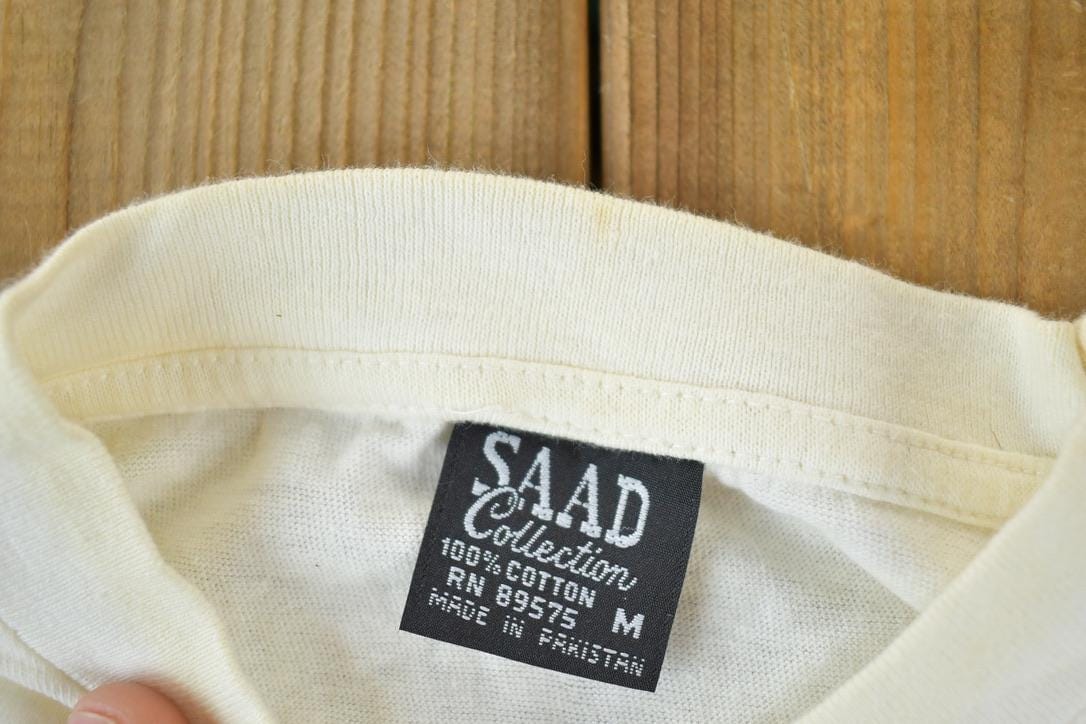 SAAD
Collection
100% COTTON
RN 89575 M
MADE IN PAKISTAN